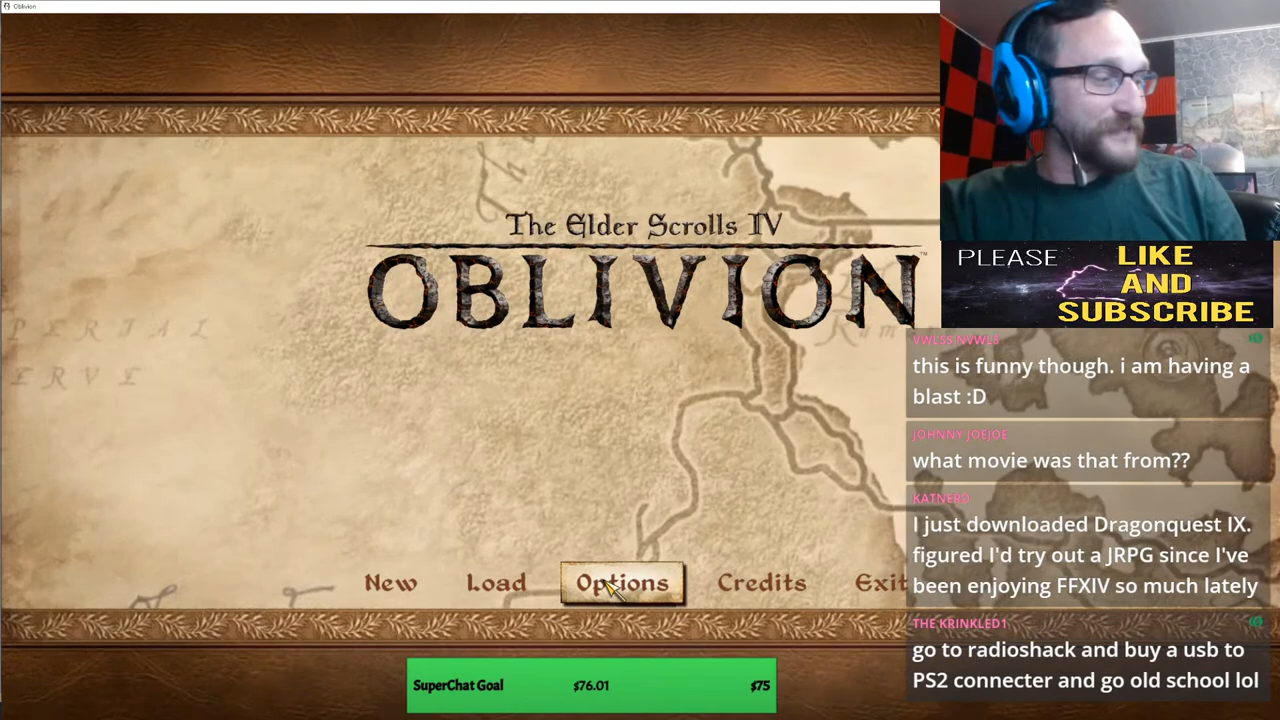 Oblivion
The Elder Scrolls IV
OBLIVION™
PERIAL
ERVE
New
Load
Options
Credits
Exit
SuperChat Goal
$76.01
$75
PLEASE
LIKE
AND
SUBSCRIBE
this is funny though. i am having a
blast :D
JOHNNY JOEJOE
what movie was that from??
I just downloaded Dragonquest IX.
figured I'd try out a JRPG since I've
been enjoying FFXIV so much lately
THE KRINKLED1
go to radioshack and buy a usb to
PS2 connecter and go old school lol